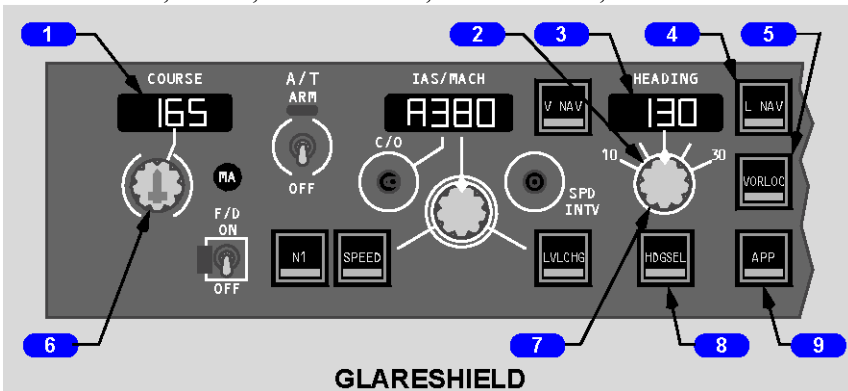 1 2 3 4 5
COURSE A/T IAS/MACH HEADING
ARM
165 A380 V NAV 130 L NAV
C/O
10 30
MA OFF SPD VORLOC
INTV
F/D
ON
N1 SPEED LVLCHG HDGSEL APP
OFF
6 7 8 9
GLARESHIELD